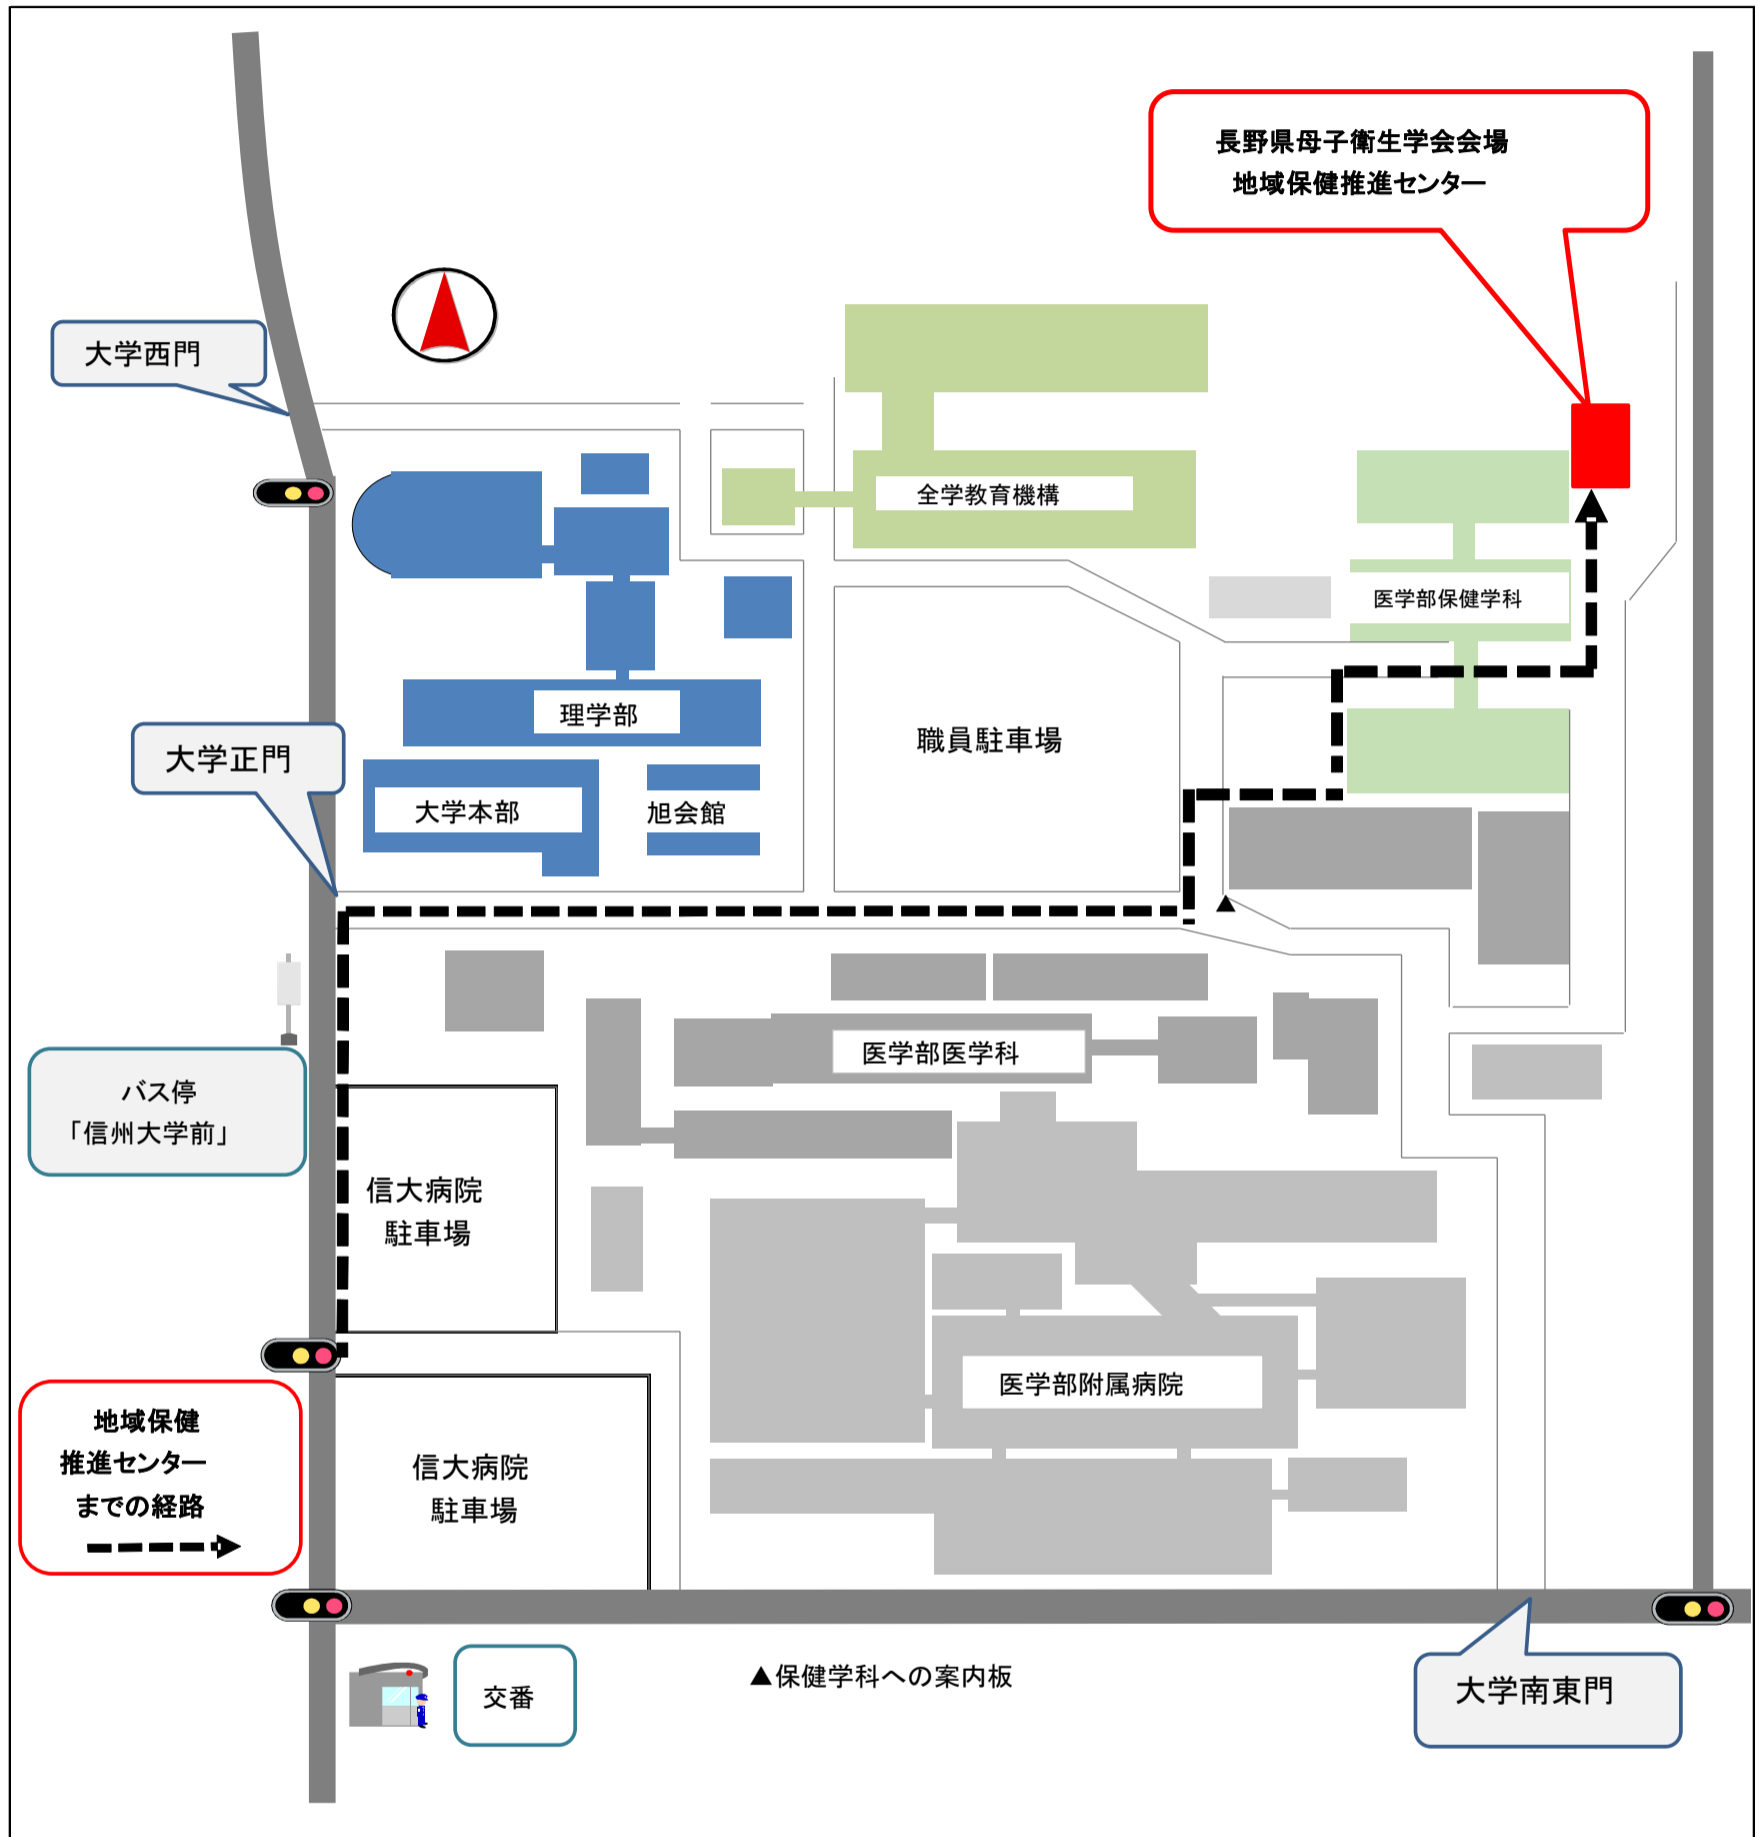 長野県母子衛生学会会場
地域保健推進センター
大学西門
全学教育機構
医学部保健学科
理学部
職員駐車場
大学正門
大学本部
旭会館
医学部医学科
バス停
「信州大学前」
信大病院
駐車場
医学部附属病院
地域保健
推進センター
までの経路
信大病院
駐車場
▲保健学科への案内板
交番
大学南東門